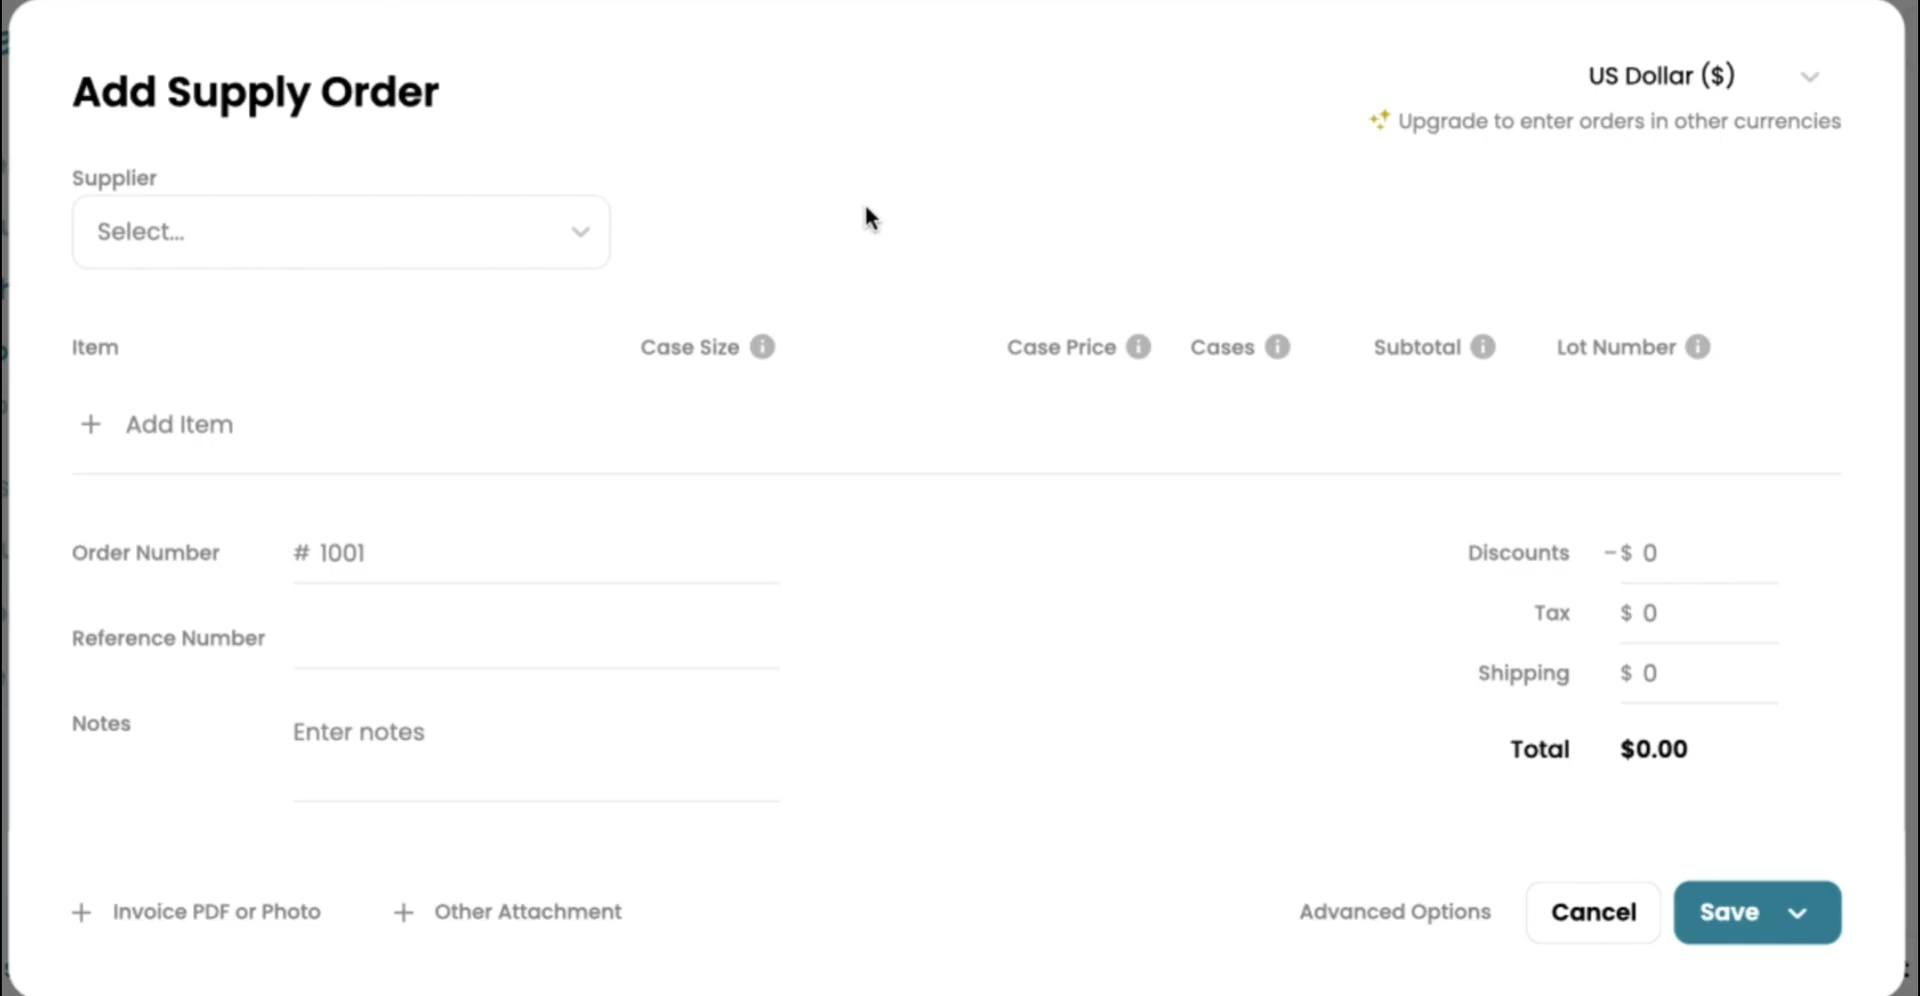 Add Supply Order
US Dollar ($)
Upgrade to enter orders in other currencies
Supplier
Select...
Item Case Size Case Price Cases Subtotal Lot Number
+ Add Item
Order Number # 1001
Discounts -$ 0
Tax $ 0
Reference Number
Shipping $ 0
Notes Enter notes
Total $0.00
+ Invoice PDF or Photo + Other Attachment Advanced Options Cancel Save